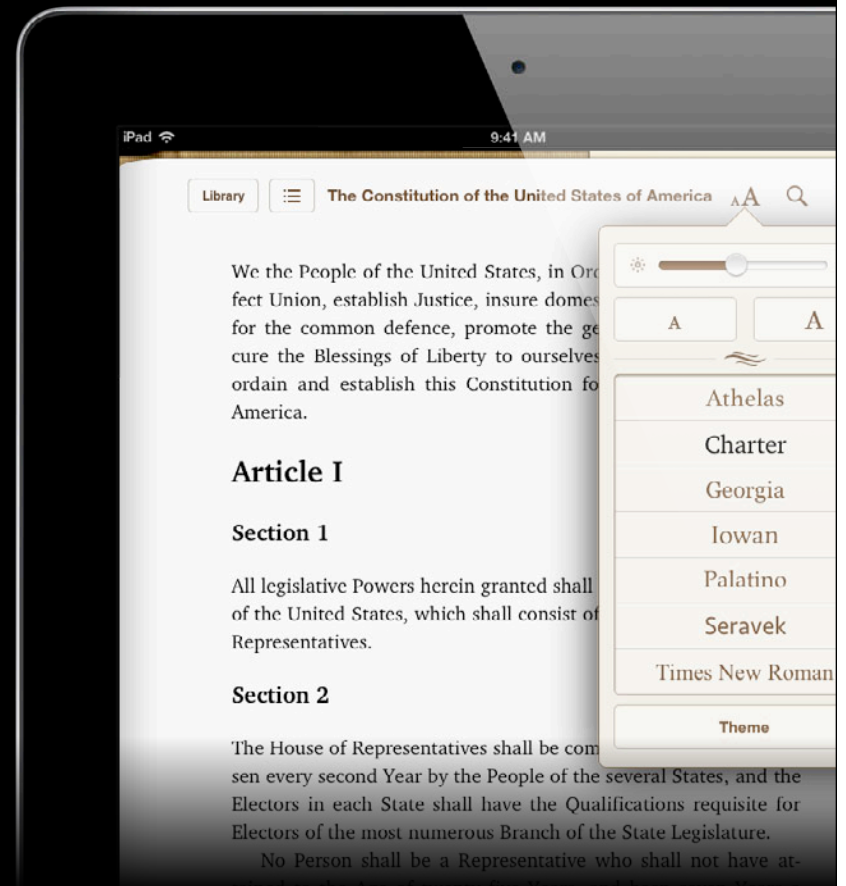 iPad 9:41 AM
Library The Constitution of the United States of America AA
We the People of the United States, in Ord
fect Union, establish Justice, insure domes
for the common defence, promote the ge
cure the Blessings of Liberty to ourselves
ordain and establish this Constitution fo
America.
Article I
Section 1
All legislative Powers herein granted shall
of the United States, which shall consist of
Representatives.
Section 2
The House of Representatives shall be com
sen every second Year by the People of the several States, and the
Electors in each State shall have the Qualifications requisite for
Electors of the most numerous Branch of the State Legislature.
No Person shall be a Representative who shall not have at-
A A
Athelas
Charter
Georgia
Iowan
Palatino
Seravek
Times New Roman
Theme